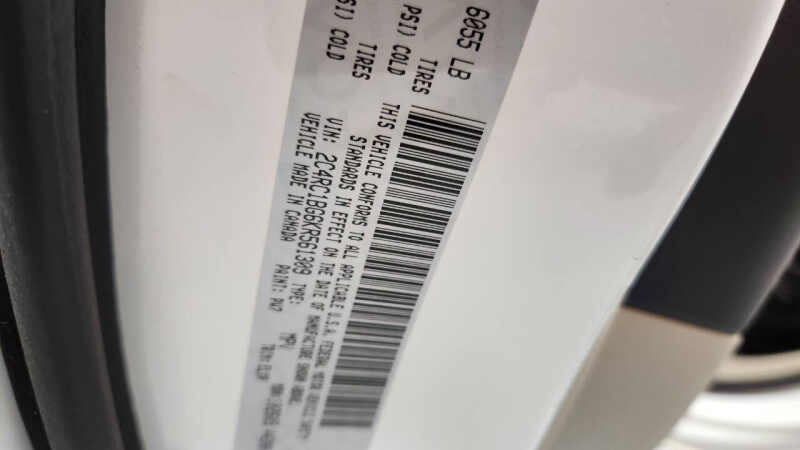 6055 LB
TIRES
PSI) COLD
TIRES
PSI) COLD
THIS VEHICLE CONFORMS TO ALL APPLICABLE U.S.A. FEDERAL MOTOR VEHICLE SAFETY
STANDARDS IN EFFECT ON THE DATE OF MANUFACTURE SHOWN ABOVE.
VIN: 2C4RC1BG6KR561309 TYPE: MPV
VEHICLE MADE IN CANADA
PAINT: PW7